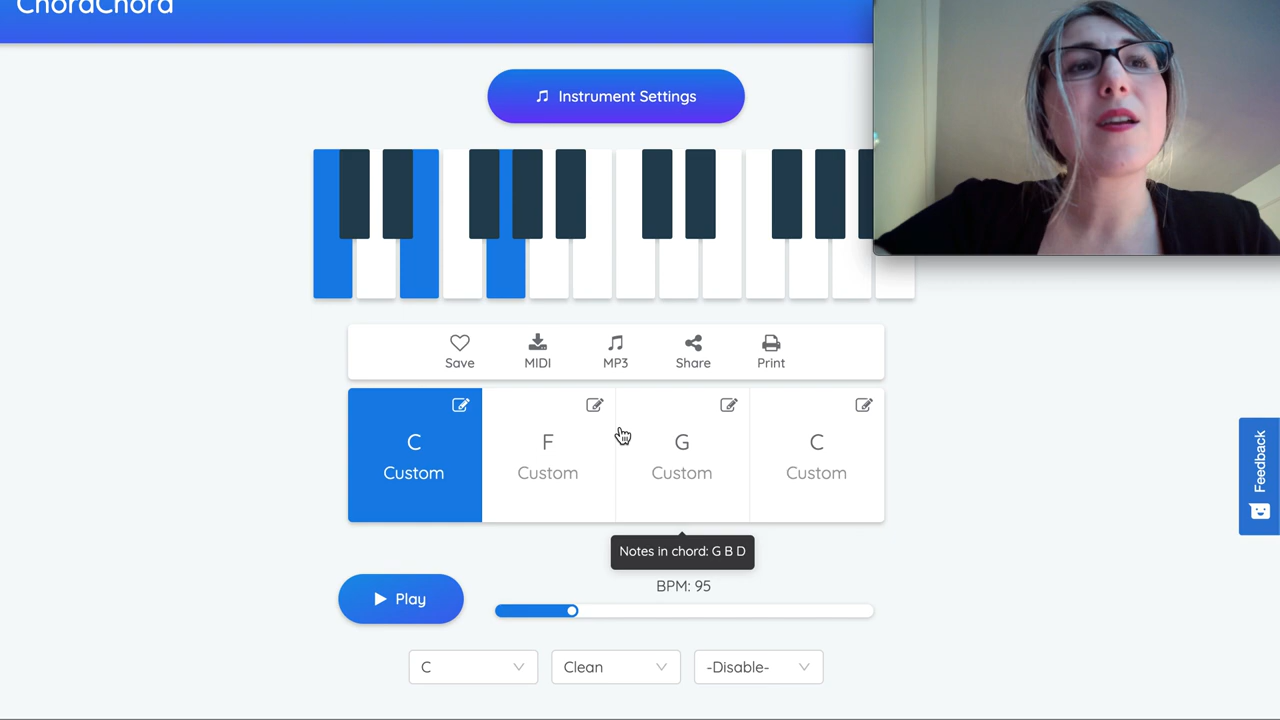 ChordChord
Instrument Settings
Save MIDI MP3 Share Print
C F G C
Custom Custom Custom Custom
Feedback
Notes in chord: G B D
BPM: 95
Play
C Clean -Disable-